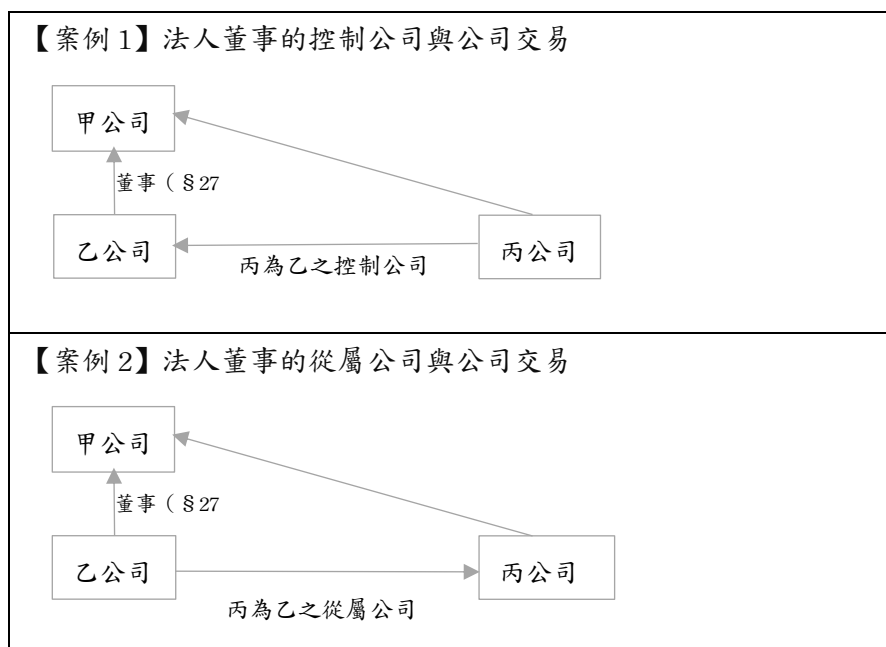 【案例1】法人董事的控制公司與公司交易
甲公司
董事（§27
乙公司
丙公司
丙為乙之控制公司
【案例2】法人董事的從屬公司與公司交易
甲公司
董事（§27
乙公司
丙公司
丙為乙之從屬公司